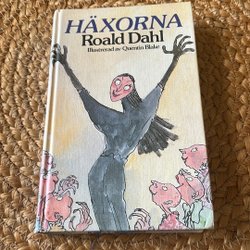 HÄXORNA
Roald Dahl
Illustrerad av Quentin Blake